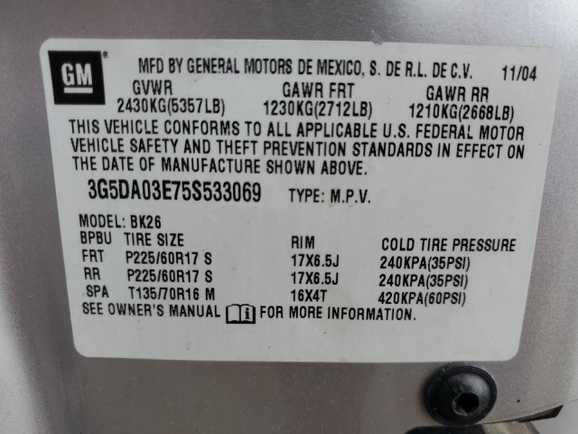 GM
MFD BY GENERAL MOTORS DE MEXICO, S. DE R.L. DE C.V. 11/04
GVWR GAWR FRT GAWR RR
2430KG(5357LB) 1230KG(2712LB) 1210KG(2668LB)
THIS VEHICLE CONFORMS TO ALL APPLICABLE U.S. FEDERAL MOTOR
VEHICLE SAFETY AND THEFT PREVENTION STANDARDS IN EFFECT ON
THE DATE OF MANUFACTURE SHOWN ABOVE.
3G5DA03E75S533069 TYPE: M.P.V.
MODEL: BK26
BPBU TIRE SIZE RIM COLD TIRE PRESSURE
FRT P225/60R17 S 17X6.5J 240KPA(35PSI)
RR P225/60R17 S 17X6.5J 240KPA(35PSI)
SPA T135/70R16 M 16X4T 420KPA(60PSI)
SEE OWNER'S MANUAL FOR MORE INFORMATION.